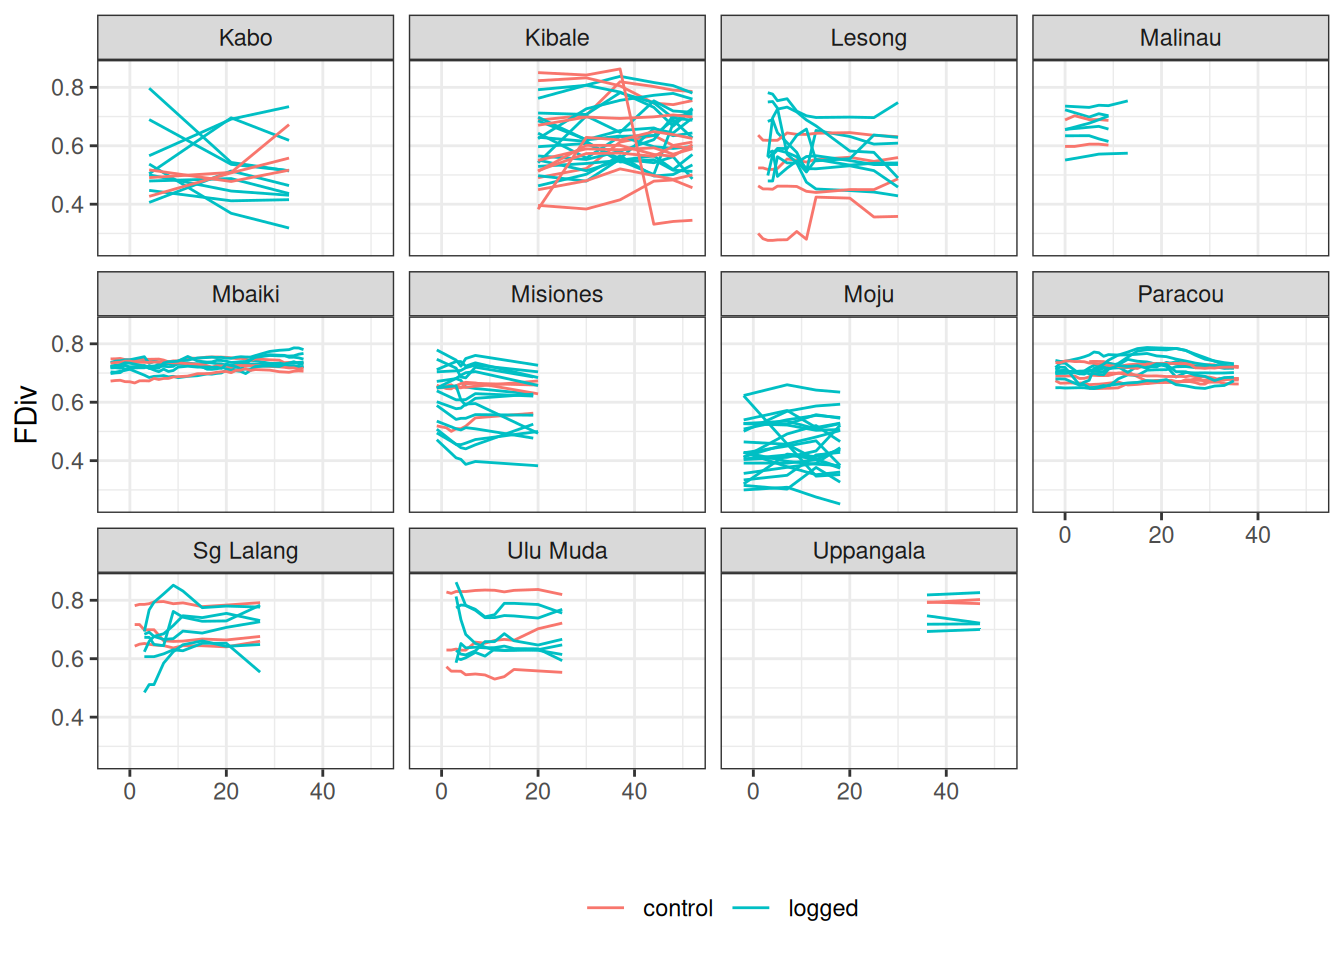 Kabo Kibale Lesong Malinau
0.8
0.6
0.4
Mbaiki Misiones Moju Paracou
0.8
0.6
0.4
FDiv
0 20 40
Sg Lalang Ulu Muda Uppangala
0.8
0.6
0.4
0 20 40 0 20 40 0 20 40
control logged